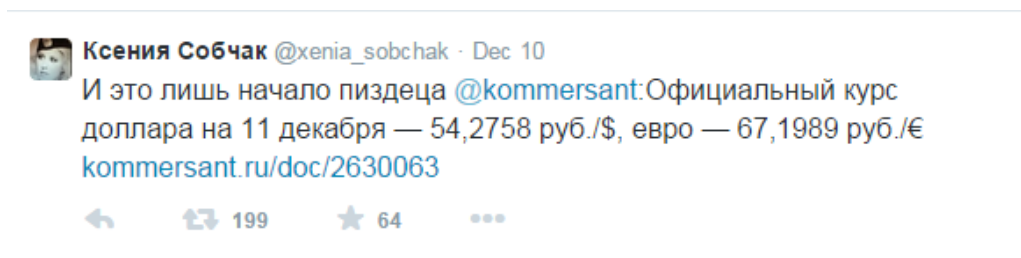 Ксения Собчак @xenia_sobchak · Dec 10
И это лишь начало пиздеца @kommersant:Официальный курс
доллара на 11 декабря — 54,2758 руб./$, евро — 67,1989 руб./€
kommersant.ru/doc/2630063
199 64